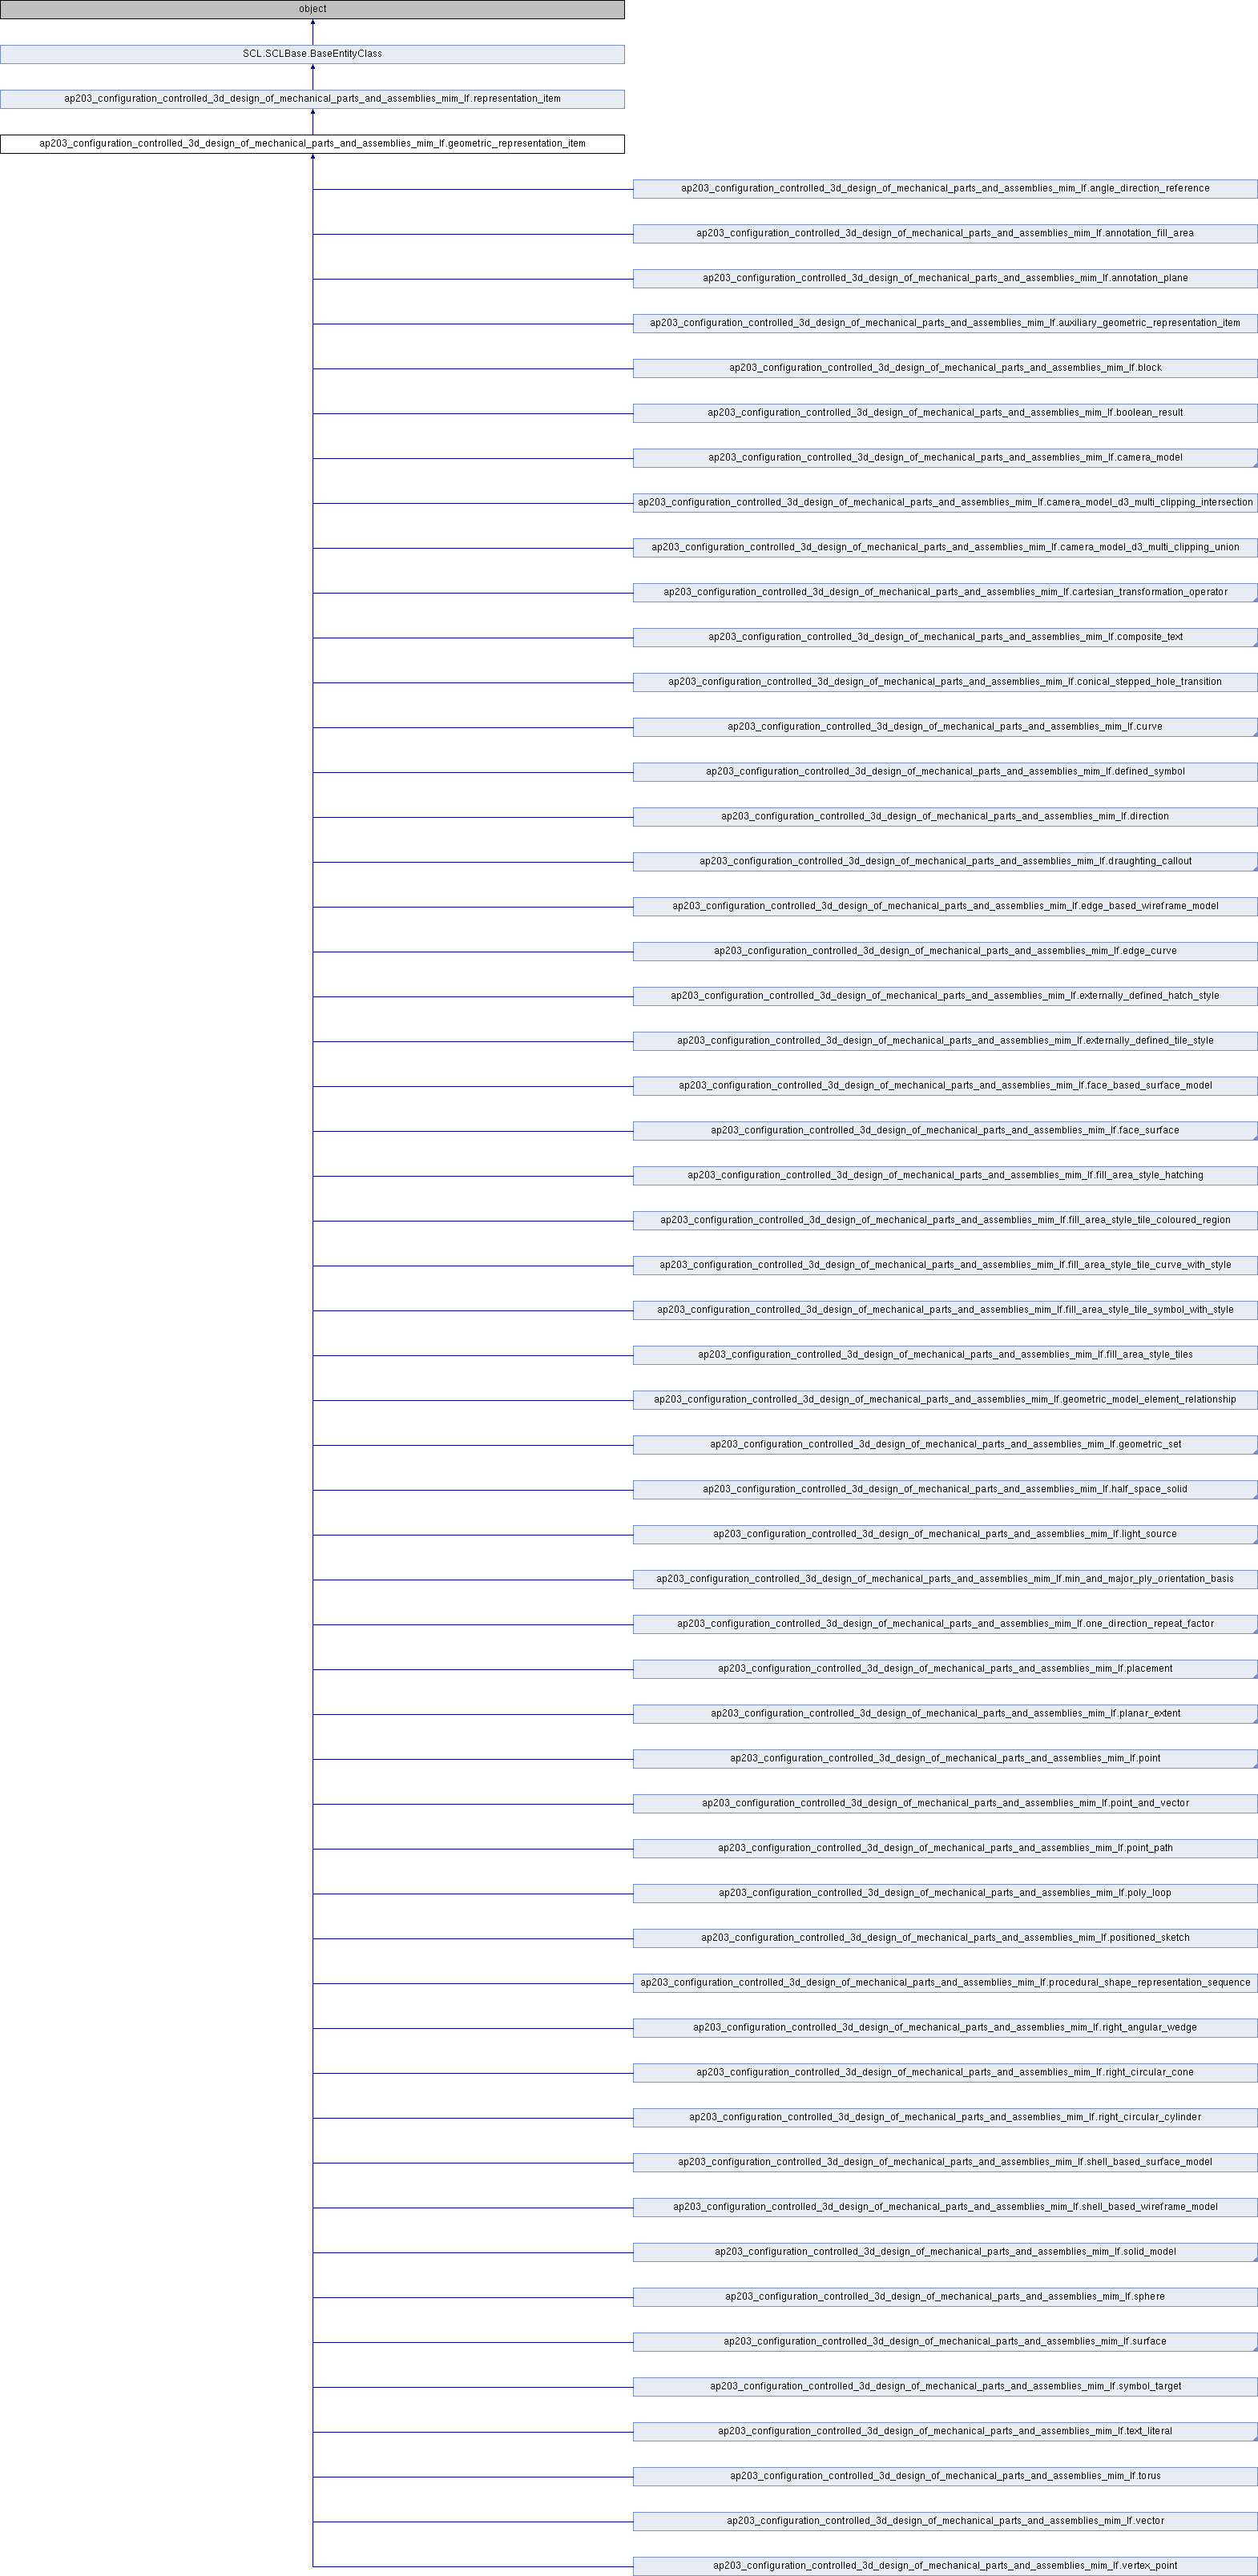 object
SCL.SCLBase.BaseEntityClass
ap203_configuration_controlled_3d_design_of_mechanical_parts_and_assemblies_mim_lf.representation_item
ap203_configuration_controlled_3d_design_of_mechanical_parts_and_assemblies_mim_lf.geometric_representation_item
ap203_configuration_controlled_3d_design_of_mechanical_parts_and_assemblies_mim_lf.angle_direction_reference
ap203_configuration_controlled_3d_design_of_mechanical_parts_and_assemblies_mim_lf.annotation_fill_area
ap203_configuration_controlled_3d_design_of_mechanical_parts_and_assemblies_mim_lf.annotation_plane
ap203_configuration_controlled_3d_design_of_mechanical_parts_and_assemblies_mim_lf.auxiliary_geometric_representation_item
ap203_configuration_controlled_3d_design_of_mechanical_parts_and_assemblies_mim_lf.block
ap203_configuration_controlled_3d_design_of_mechanical_parts_and_assemblies_mim_lf.boolean_result
ap203_configuration_controlled_3d_design_of_mechanical_parts_and_assemblies_mim_lf.camera_model
ap203_configuration_controlled_3d_design_of_mechanical_parts_and_assemblies_mim_lf.camera_model_d3_multi_clipping_intersection
ap203_configuration_controlled_3d_design_of_mechanical_parts_and_assemblies_mim_lf.camera_model_d3_multi_clipping_union
ap203_configuration_controlled_3d_design_of_mechanical_parts_and_assemblies_mim_lf.cartesian_transformation_operator
ap203_configuration_controlled_3d_design_of_mechanical_parts_and_assemblies_mim_lf.composite_text
ap203_configuration_controlled_3d_design_of_mechanical_parts_and_assemblies_mim_lf.conical_stepped_hole_transition
ap203_configuration_controlled_3d_design_of_mechanical_parts_and_assemblies_mim_lf.curve
ap203_configuration_controlled_3d_design_of_mechanical_parts_and_assemblies_mim_lf.defined_symbol
ap203_configuration_controlled_3d_design_of_mechanical_parts_and_assemblies_mim_lf.direction
ap203_configuration_controlled_3d_design_of_mechanical_parts_and_assemblies_mim_lf.draughting_callout
ap203_configuration_controlled_3d_design_of_mechanical_parts_and_assemblies_mim_lf.edge_based_wireframe_model
ap203_configuration_controlled_3d_design_of_mechanical_parts_and_assemblies_mim_lf.edge_curve
ap203_configuration_controlled_3d_design_of_mechanical_parts_and_assemblies_mim_lf.externally_defined_hatch_style
ap203_configuration_controlled_3d_design_of_mechanical_parts_and_assemblies_mim_lf.externally_defined_tile_style
ap203_configuration_controlled_3d_design_of_mechanical_parts_and_assemblies_mim_lf.face_based_surface_model
ap203_configuration_controlled_3d_design_of_mechanical_parts_and_assemblies_mim_lf.face_surface
ap203_configuration_controlled_3d_design_of_mechanical_parts_and_assemblies_mim_lf.fill_area_style_hatching
ap203_configuration_controlled_3d_design_of_mechanical_parts_and_assemblies_mim_lf.fill_area_style_tile_coloured_region
ap203_configuration_controlled_3d_design_of_mechanical_parts_and_assemblies_mim_lf.fill_area_style_tile_curve_with_style
ap203_configuration_controlled_3d_design_of_mechanical_parts_and_assemblies_mim_lf.fill_area_style_tile_symbol_with_style
ap203_configuration_controlled_3d_design_of_mechanical_parts_and_assemblies_mim_lf.fill_area_style_tiles
ap203_configuration_controlled_3d_design_of_mechanical_parts_and_assemblies_mim_lf.geometric_model_element_relationship
ap203_configuration_controlled_3d_design_of_mechanical_parts_and_assemblies_mim_lf.geometric_set
ap203_configuration_controlled_3d_design_of_mechanical_parts_and_assemblies_mim_lf.half_space_solid
ap203_configuration_controlled_3d_design_of_mechanical_parts_and_assemblies_mim_lf.light_source
ap203_configuration_controlled_3d_design_of_mechanical_parts_and_assemblies_mim_lf.min_and_major_ply_orientation_basis
ap203_configuration_controlled_3d_design_of_mechanical_parts_and_assemblies_mim_lf.one_direction_repeat_factor
ap203_configuration_controlled_3d_design_of_mechanical_parts_and_assemblies_mim_lf.placement
ap203_configuration_controlled_3d_design_of_mechanical_parts_and_assemblies_mim_lf.planar_extent
ap203_configuration_controlled_3d_design_of_mechanical_parts_and_assemblies_mim_lf.point
ap203_configuration_controlled_3d_design_of_mechanical_parts_and_assemblies_mim_lf.point_and_vector
ap203_configuration_controlled_3d_design_of_mechanical_parts_and_assemblies_mim_lf.point_path
ap203_configuration_controlled_3d_design_of_mechanical_parts_and_assemblies_mim_lf.poly_loop
ap203_configuration_controlled_3d_design_of_mechanical_parts_and_assemblies_mim_lf.positioned_sketch
ap203_configuration_controlled_3d_design_of_mechanical_parts_and_assemblies_mim_lf.procedural_shape_representation_sequence
ap203_configuration_controlled_3d_design_of_mechanical_parts_and_assemblies_mim_lf.right_angular_wedge
ap203_configuration_controlled_3d_design_of_mechanical_parts_and_assemblies_mim_lf.right_circular_cone
ap203_configuration_controlled_3d_design_of_mechanical_parts_and_assemblies_mim_lf.right_circular_cylinder
ap203_configuration_controlled_3d_design_of_mechanical_parts_and_assemblies_mim_lf.shell_based_surface_model
ap203_configuration_controlled_3d_design_of_mechanical_parts_and_assemblies_mim_lf.shell_based_wireframe_model
ap203_configuration_controlled_3d_design_of_mechanical_parts_and_assemblies_mim_lf.solid_model
ap203_configuration_controlled_3d_design_of_mechanical_parts_and_assemblies_mim_lf.sphere
ap203_configuration_controlled_3d_design_of_mechanical_parts_and_assemblies_mim_lf.surface
ap203_configuration_controlled_3d_design_of_mechanical_parts_and_assemblies_mim_lf.symbol_target
ap203_configuration_controlled_3d_design_of_mechanical_parts_and_assemblies_mim_lf.text_literal
ap203_configuration_controlled_3d_design_of_mechanical_parts_and_assemblies_mim_lf.torus
ap203_configuration_controlled_3d_design_of_mechanical_parts_and_assemblies_mim_lf.vector
ap203_configuration_controlled_3d_design_of_mechanical_parts_and_assemblies_mim_lf.vertex_point